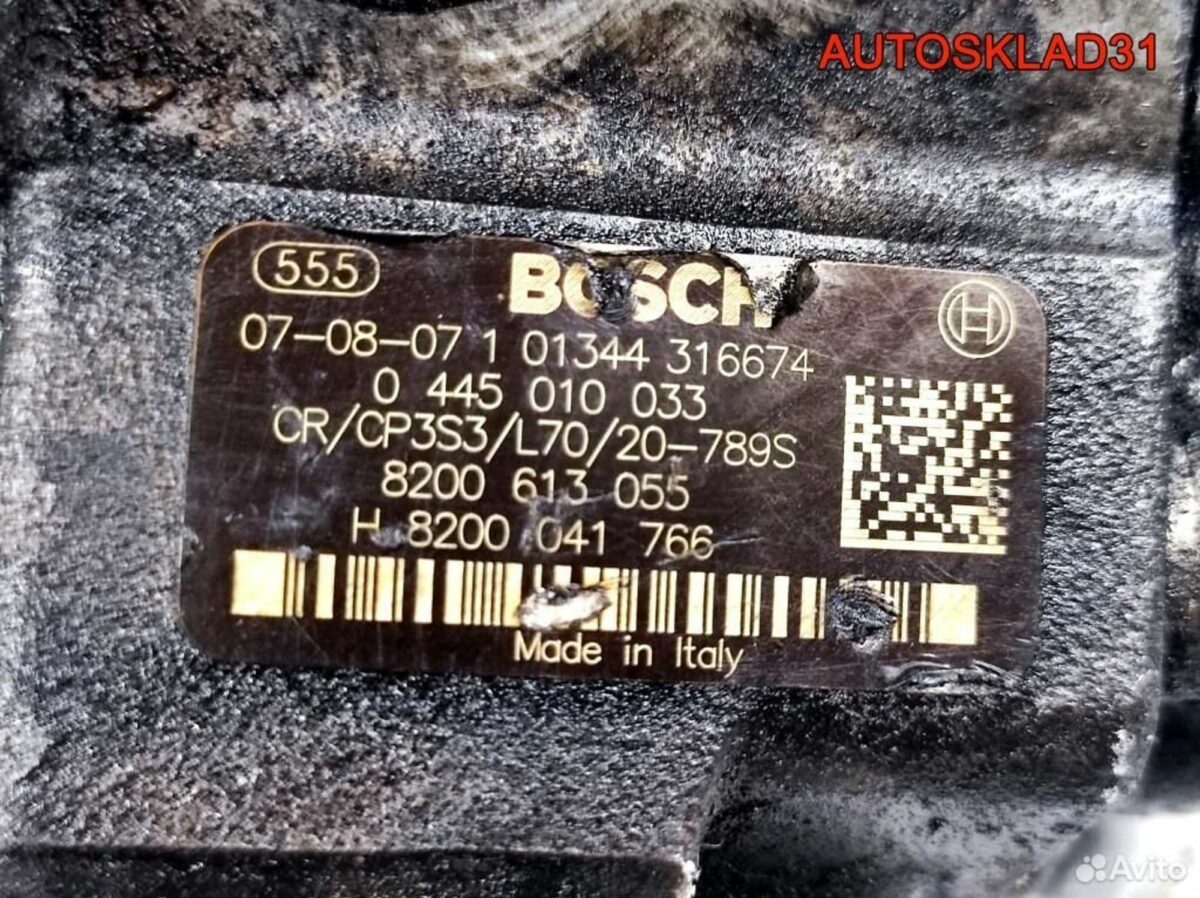 AUTOSKLAD31
555
BOSCH
H
07-08-07 1 01344 316674
0 445 010 033
CR/CP3S3/L70/20-789S
8200 613 055
H 8200 041 766
Made in Italy
Avito